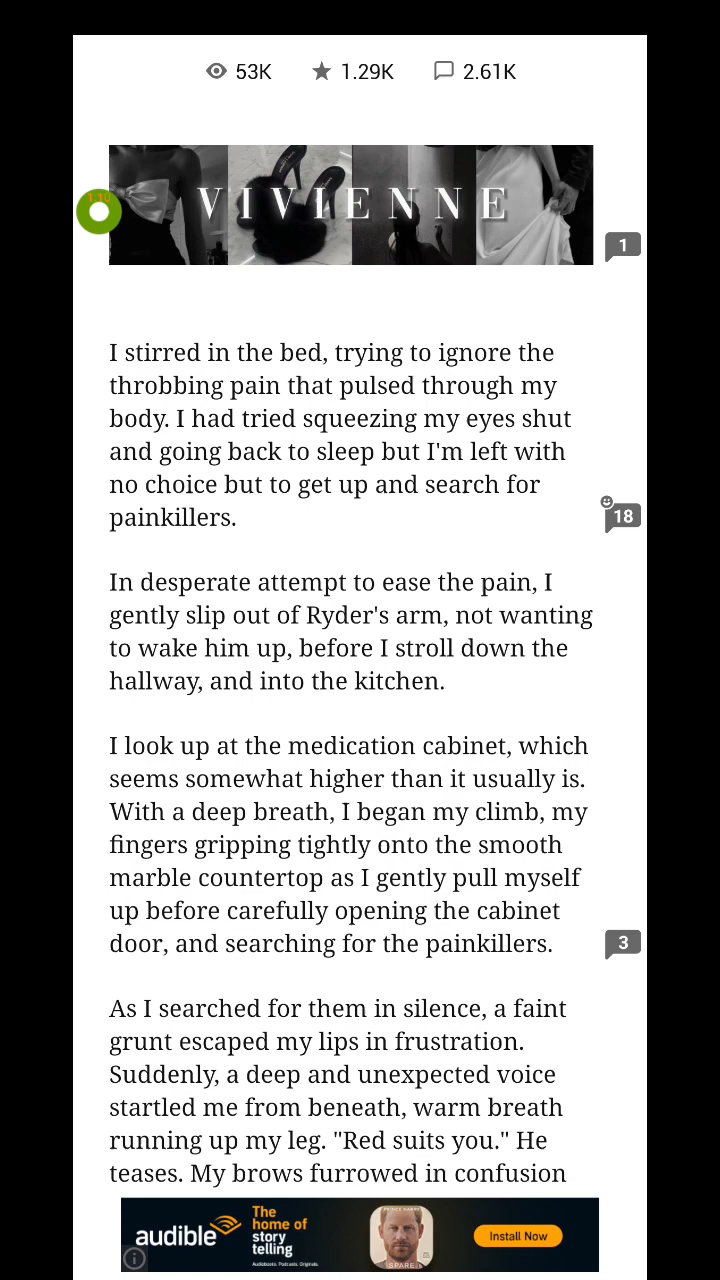 53K 1.29K 2.61K
VIVIENNE
1.10
1
I stirred in the bed, trying to ignore the
throbbing pain that pulsed through my
body. I had tried squeezing my eyes shut
and going back to sleep but I'm left with
no choice but to get up and search for
painkillers.
18
In desperate attempt to ease the pain, I
gently slip out of Ryder's arm, not wanting
to wake him up, before I stroll down the
hallway, and into the kitchen.
I look up at the medication cabinet, which
seems somewhat higher than it usually is.
With a deep breath, I began my climb, my
fingers gripping tightly onto the smooth
marble countertop as I gently pull myself
up before carefully opening the cabinet
door, and searching for the painkillers.
3
As I searched for them in silence, a faint
grunt escaped my lips in frustration.
Suddenly, a deep and unexpected voice
startled me from beneath, warm breath
running up my leg. "Red suits you." He
teases. My brows furrowed in confusion
audible
The
home of
story
telling
Audiobooks. Podcasts. Originals.
PRINCE HARRY
SPARE
Install Now